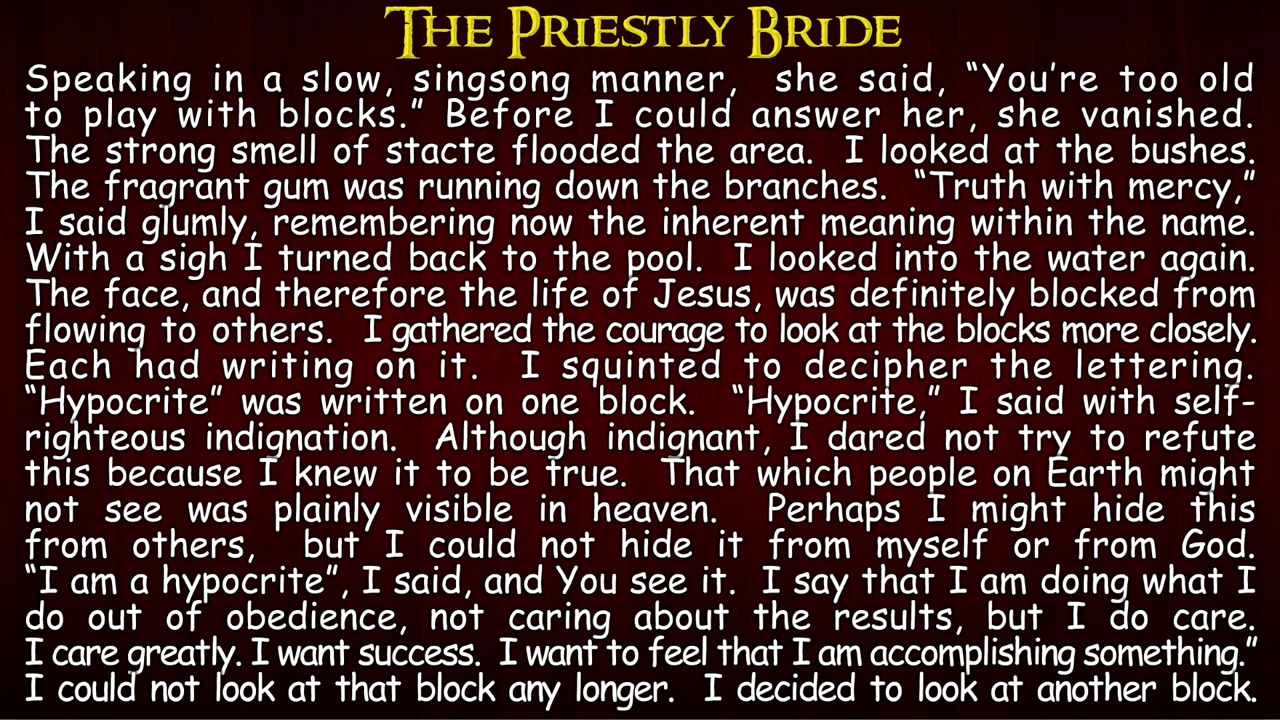 The Priestly Bride
Speaking in a slow, singsong manner, she said, “You’re too old
to play with blocks.” Before I could answer her, she vanished.
The strong smell of stacte flooded the area. I looked at the bushes.
The fragrant gum was running down the branches. “Truth with mercy,”
I said glumly, remembering now the inherent meaning within the name.
With a sigh I turned back to the pool. I looked into the water again.
The face, and therefore the life of Jesus, was definitely blocked from
flowing to others. I gathered the courage to look at the blocks more closely.
Each had writing on it. I squinted to decipher the lettering.
“Hypocrite” was written on one block. “Hypocrite,” I said with self-
righteous indignation. Although indignant, I dared not try to refute
this because I knew it to be true. That which people on Earth might
not see was plainly visible in heaven. Perhaps I might hide this
from others, but I could not hide it from myself or from God.
“I am a hypocrite”, I said, and You see it. I say that I am doing what I
do out of obedience, not caring about the results, but I do care.
I care greatly. I want success. I want to feel that I am accomplishing something.”
I could not look at that block any longer. I decided to look at another block.